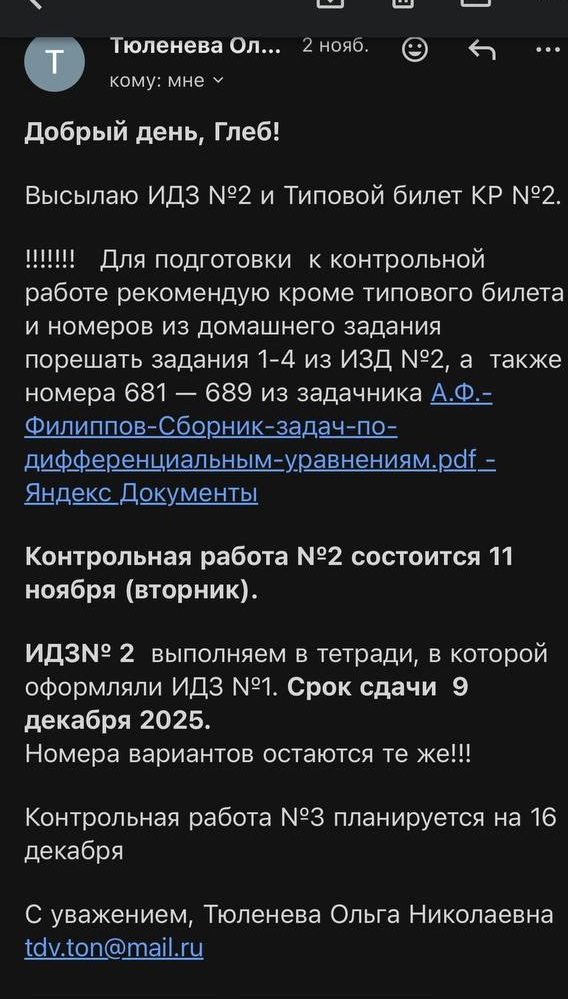 Т
Тюленева Ол...
2 нояб.
кому: мне
Добрый день, Глеб!
Высылаю ИДЗ №2 и Типовой билет КР №2.
!!!!!!! Для подготовки к контрольной
работе рекомендую кроме типового билета
и номеров из домашнего задания
порешать задания 1-4 из ИЗД №2, а также
номера 681 — 689 из задачника А.Ф.-
Филиппов-Сборник-задач-по-
дифференциальным-уравнениям.pdf -
Яндекс Документы
Контрольная работа №2 состоится 11
ноября (вторник).
ИДЗ№ 2 выполняем в тетради, в которой
оформляли ИДЗ №1. Срок сдачи 9
декабря 2025.
Номера вариантов остаются те же!!!
Контрольная работа №3 планируется на 16
декабря
С уважением, Тюленева Ольга Николаевна
tdv.ton@mail.ru